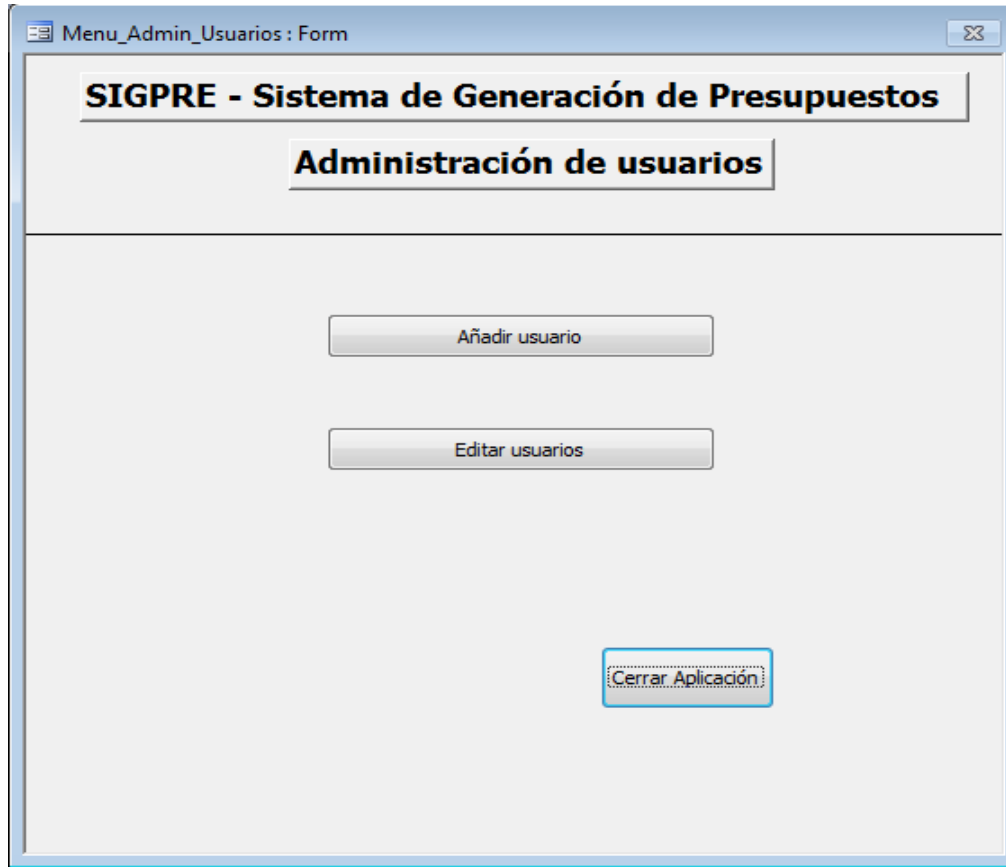 Menu_Admin_Usuarios : Form
SIGPRE - Sistema de Generación de Presupuestos
Administración de usuarios
Añadir usuario
Editar usuarios
Cerrar Aplicación